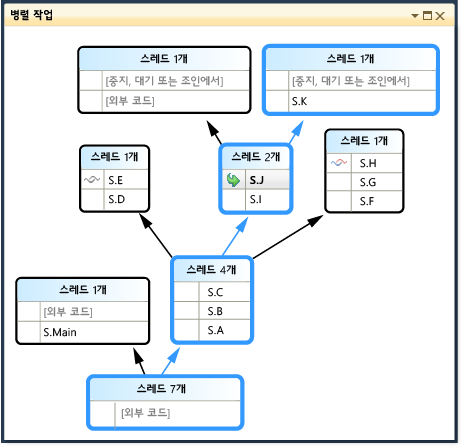 병렬 작업
스레드 1개
[중지, 대기 또는 조인에서]
[외부 코드]
스레드 1개
[중지, 대기 또는 조인에서]
S.K
스레드 1개
S.E
S.D
스레드 2개
S.J
S.I
스레드 1개
S.H
S.G
S.F
스레드 4개
S.C
S.B
S.A
스레드 1개
[외부 코드]
S.Main
스레드 7개
[외부 코드]